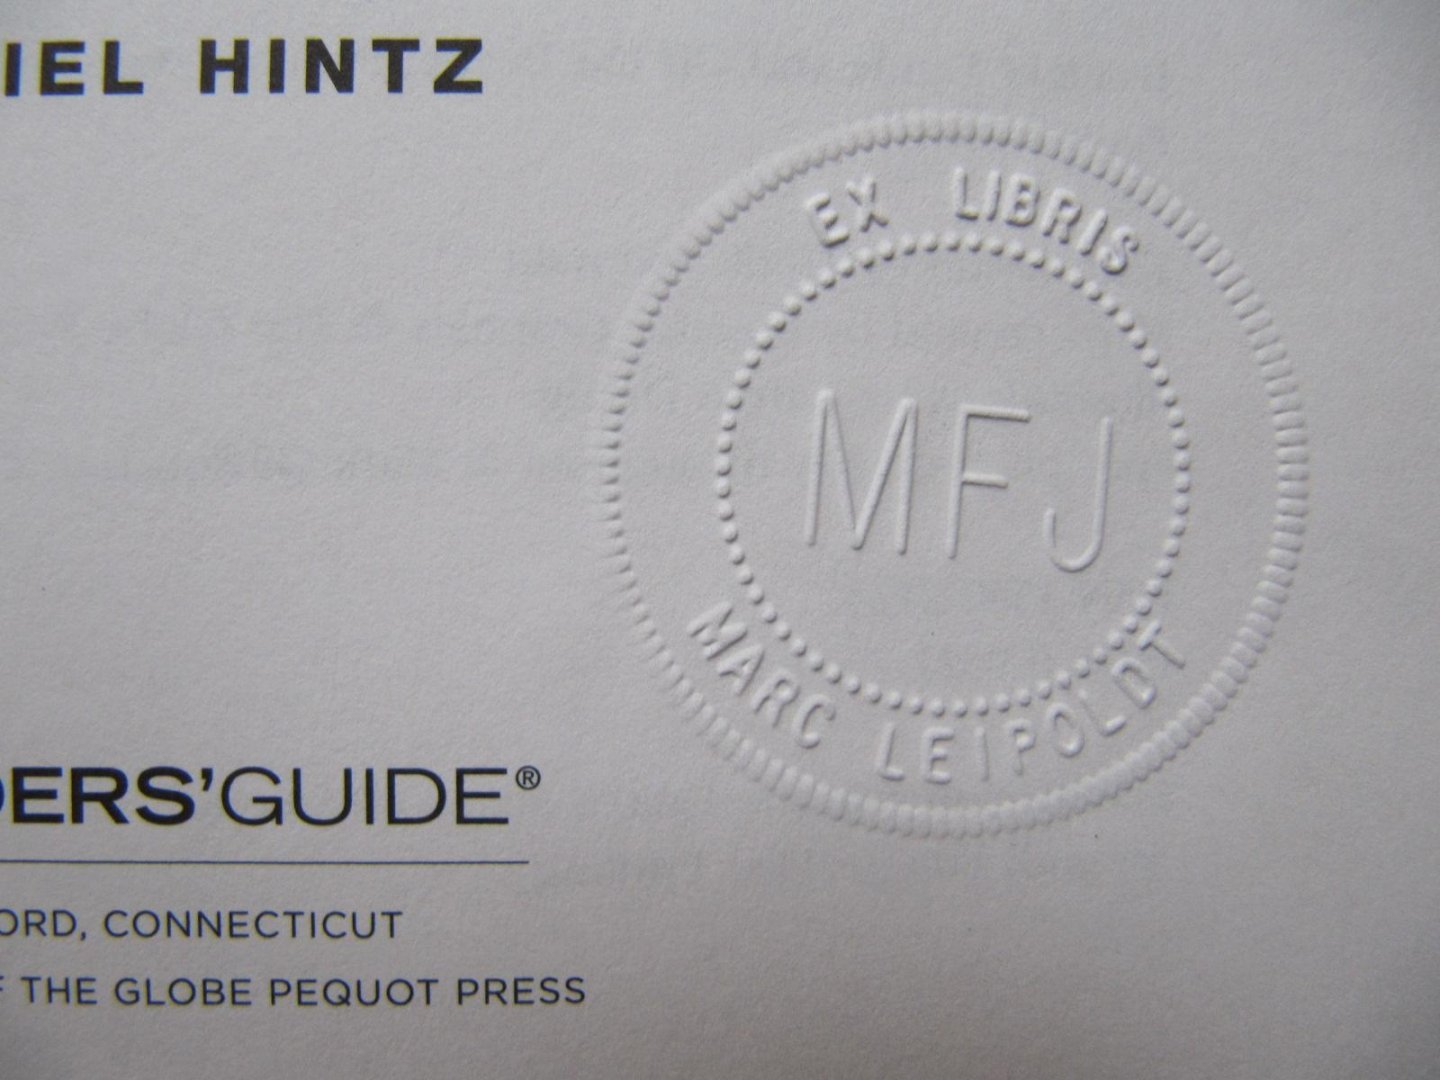 IEL HINTZ
EX LIBRIS
MFJ
MARC LEIPOLDT
DERS'GUIDE®
ORD, CONNECTICUT
F THE GLOBE PEQUOT PRESS